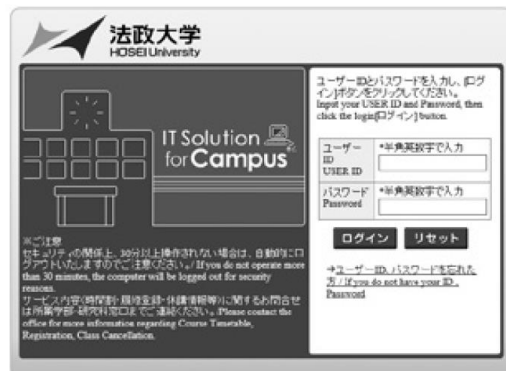 法政大学
HOSEI University
IT Solution
for Campus
※ご注意
セキュリティの関係上、30分以上操作されない場合は、自動的にロ
グアウトいたしますのでご注意ください。/ If you do not operate more
than 30 minutes, the computer will be logged out for security
reasons.
サービス内容(時間割・履修登録・休講情報等)に関するお問合せ
は所属学部・研究科窓口までご連絡ください。/Please contact the
office for more information regarding Course Timetable,
Registration, Class Cancellation.
ユーザーIDとパスワードを入力し、[ログ
イン]ボタンをクリックしてください。
Input your USER ID and Password, then
click the login[ログイン] button.
ユーザー
ID
USER ID
*半角英数字で入力
パスワード
Password
*半角英数字で入力
ログイン リセット
→ユーザーID、パスワードを忘れた
方 / If you do not have your ID、
Password